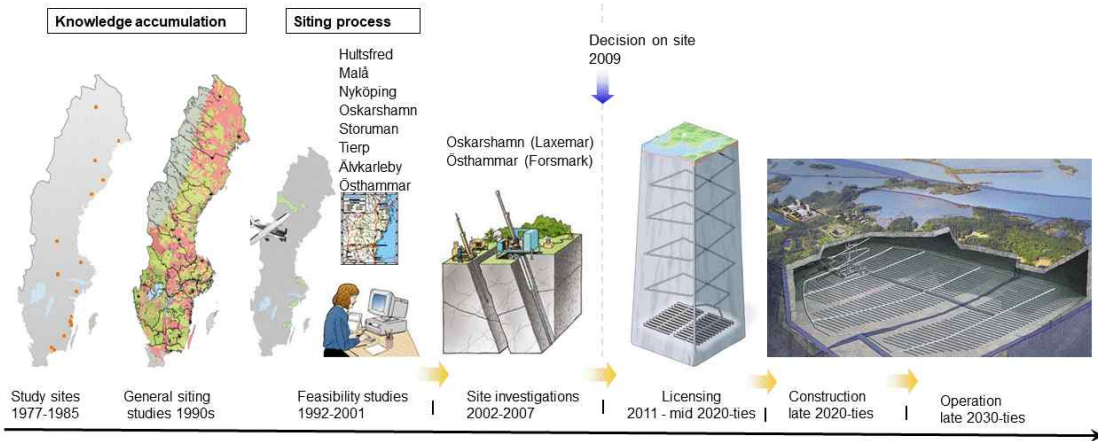 Knowledge accumulation
Siting process
Hultsfred
Malå
Nyköping
Oskarshamn
Storuman
Tierp
Älvkarleby
Östhammar
Decision on site
2009
Oskarshamn (Laxemar)
Östhammar (Forsmark)
Study sites
1977-1985
General siting
studies 1990s
Feasibility studies
1992-2001
Site investigations
2002-2007
Licensing
2011 - mid 2020-ties
Construction
late 2020-ties
Operation
late 2030-ties